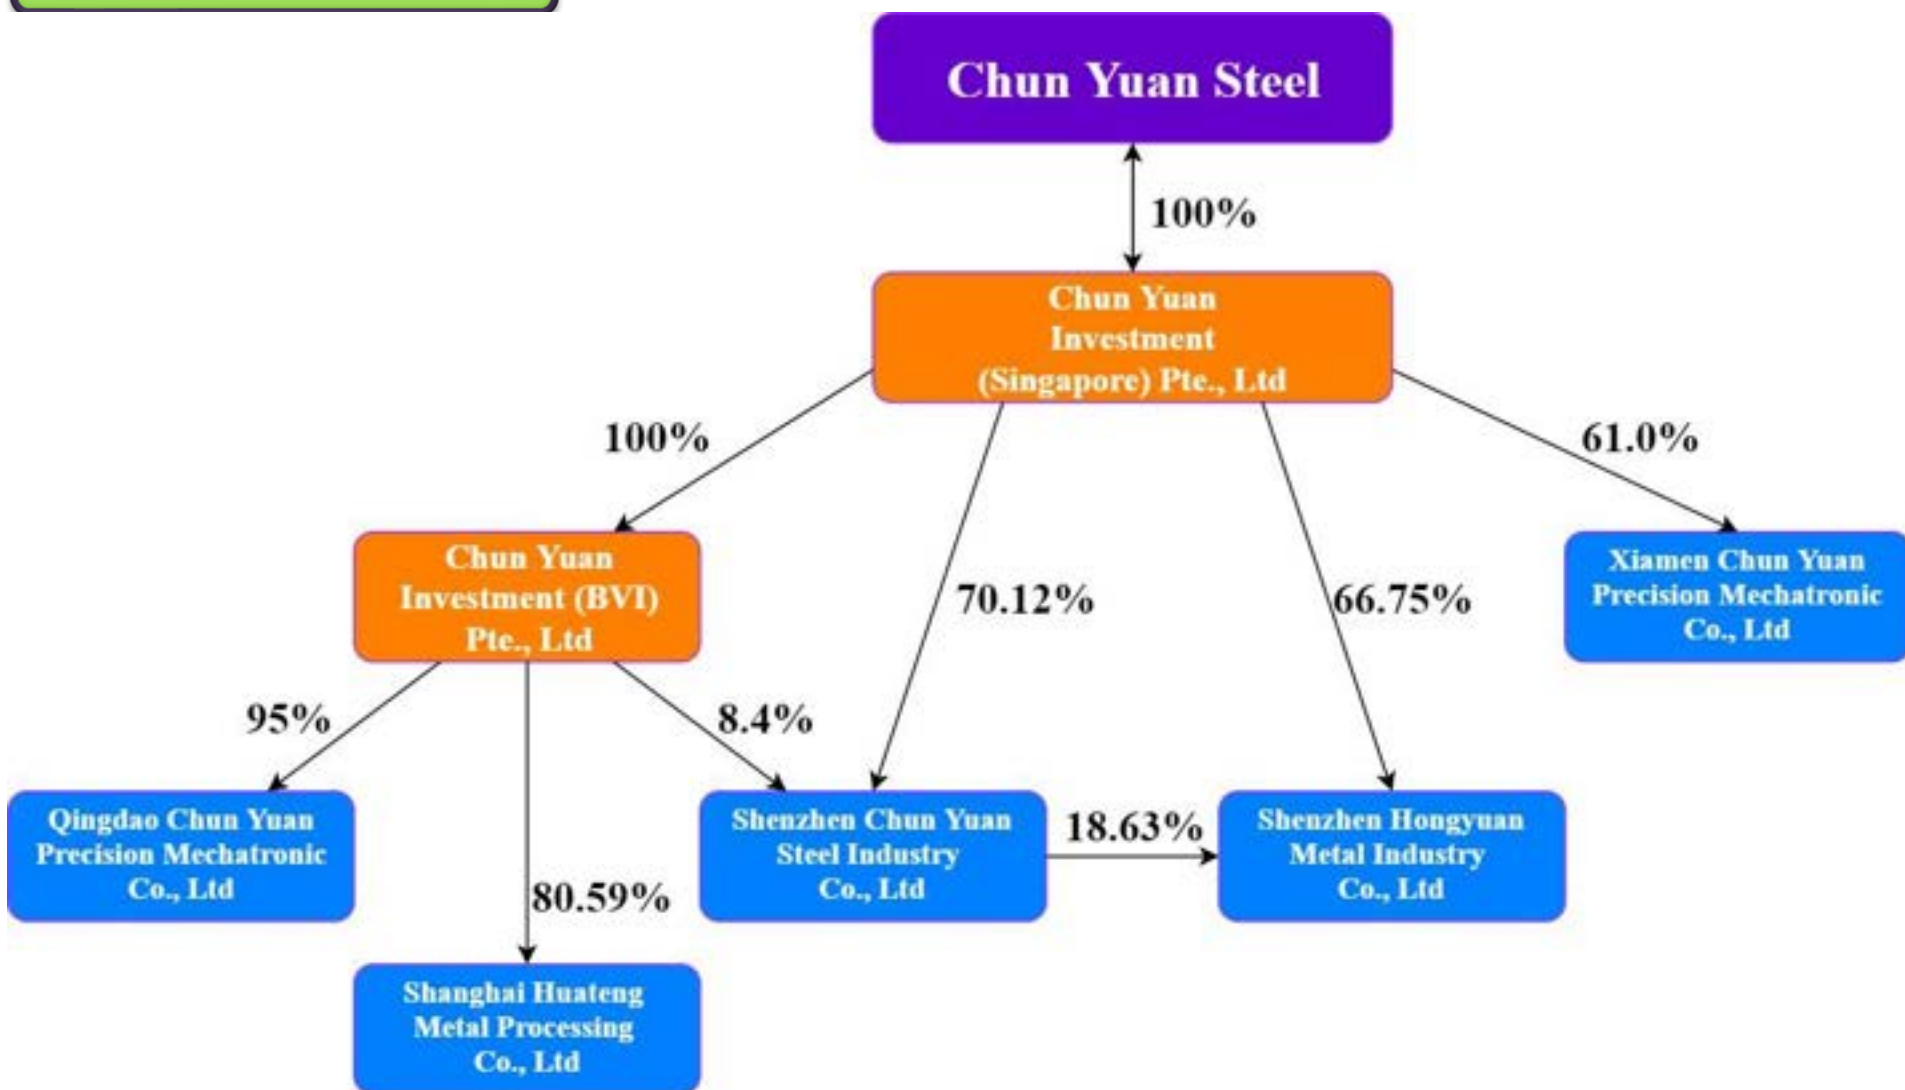 Chun Yuan Steel
100%
Chun Yuan
Investment
(Singapore) Pte., Ltd
100%
61.0%
Chun Yuan
Investment (BVI)
Pte., Ltd
70.12%
66.75%
Xiamen Chun Yuan
Precision Mechatronic
Co., Ltd
95%
8.4%
Qingdao Chun Yuan
Precision Mechatronic
Co., Ltd
80.59%
Shenzhen Chun Yuan
Steel Industry
Co., Ltd
18.63%
Shenzhen Hongyuan
Metal Industry
Co., Ltd
Shanghai Huateng
Metal Processing
Co., Ltd